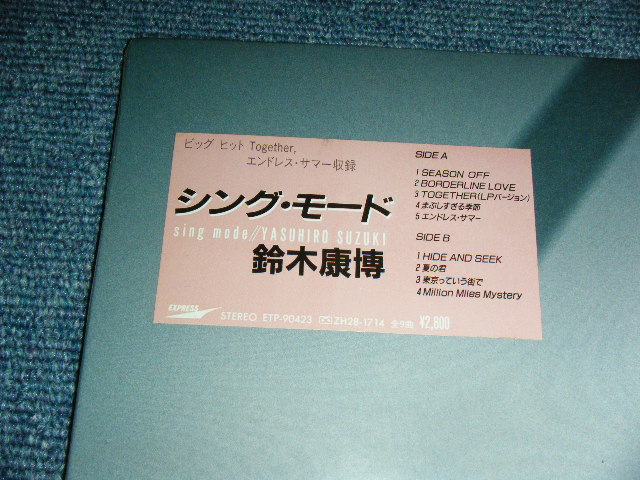 ビッグ ヒット Together,
エンドレス・サマー収録
シング・モード
sing mode//YASUHIRO SUZUKI
鈴木康博
SIDE A
1 SEASON OFF
2 BORDERLINE LOVE
3 TOGETHER(LPバージョン)
4 まぶしすぎる季節
5 エンドレス・サマー
SIDE B
1 HIDE AND SEEK
2 夏の君
3 東京っていう街で
4 Million Miles Mystery
EXPRESS
STEREO ETP-90423 ZH28-1714 全9曲 ¥2,800